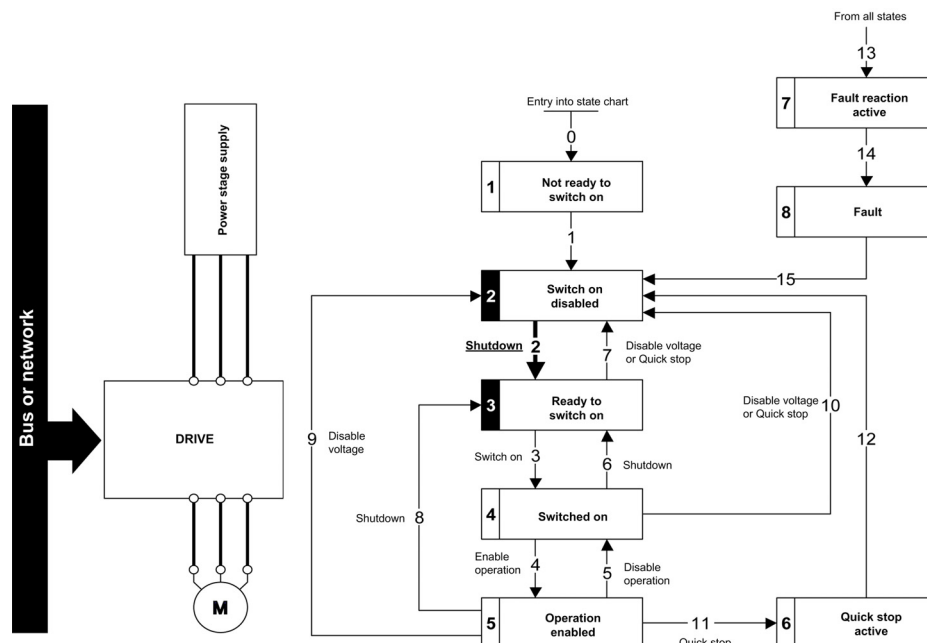 From all states
13
7
Fault reaction
active
14
8
Fault
15
Entry into state chart
0
1
Not ready to
switch on
1
2
Switch on
disabled
Shutdown 2
7
Disable voltage
or Quick stop
3
Ready to
switch on
Switch on 3
6 Shutdown
4
Switched on
Enable
operation
4
5
Disable
operation
5
Operation
enabled
11
Quick stop
6
Quick stop
active
Disable voltage
or Quick stop
10
12
9
Disable
voltage
Shutdown 8
Bus or network
Power stage supply
DRIVE
M